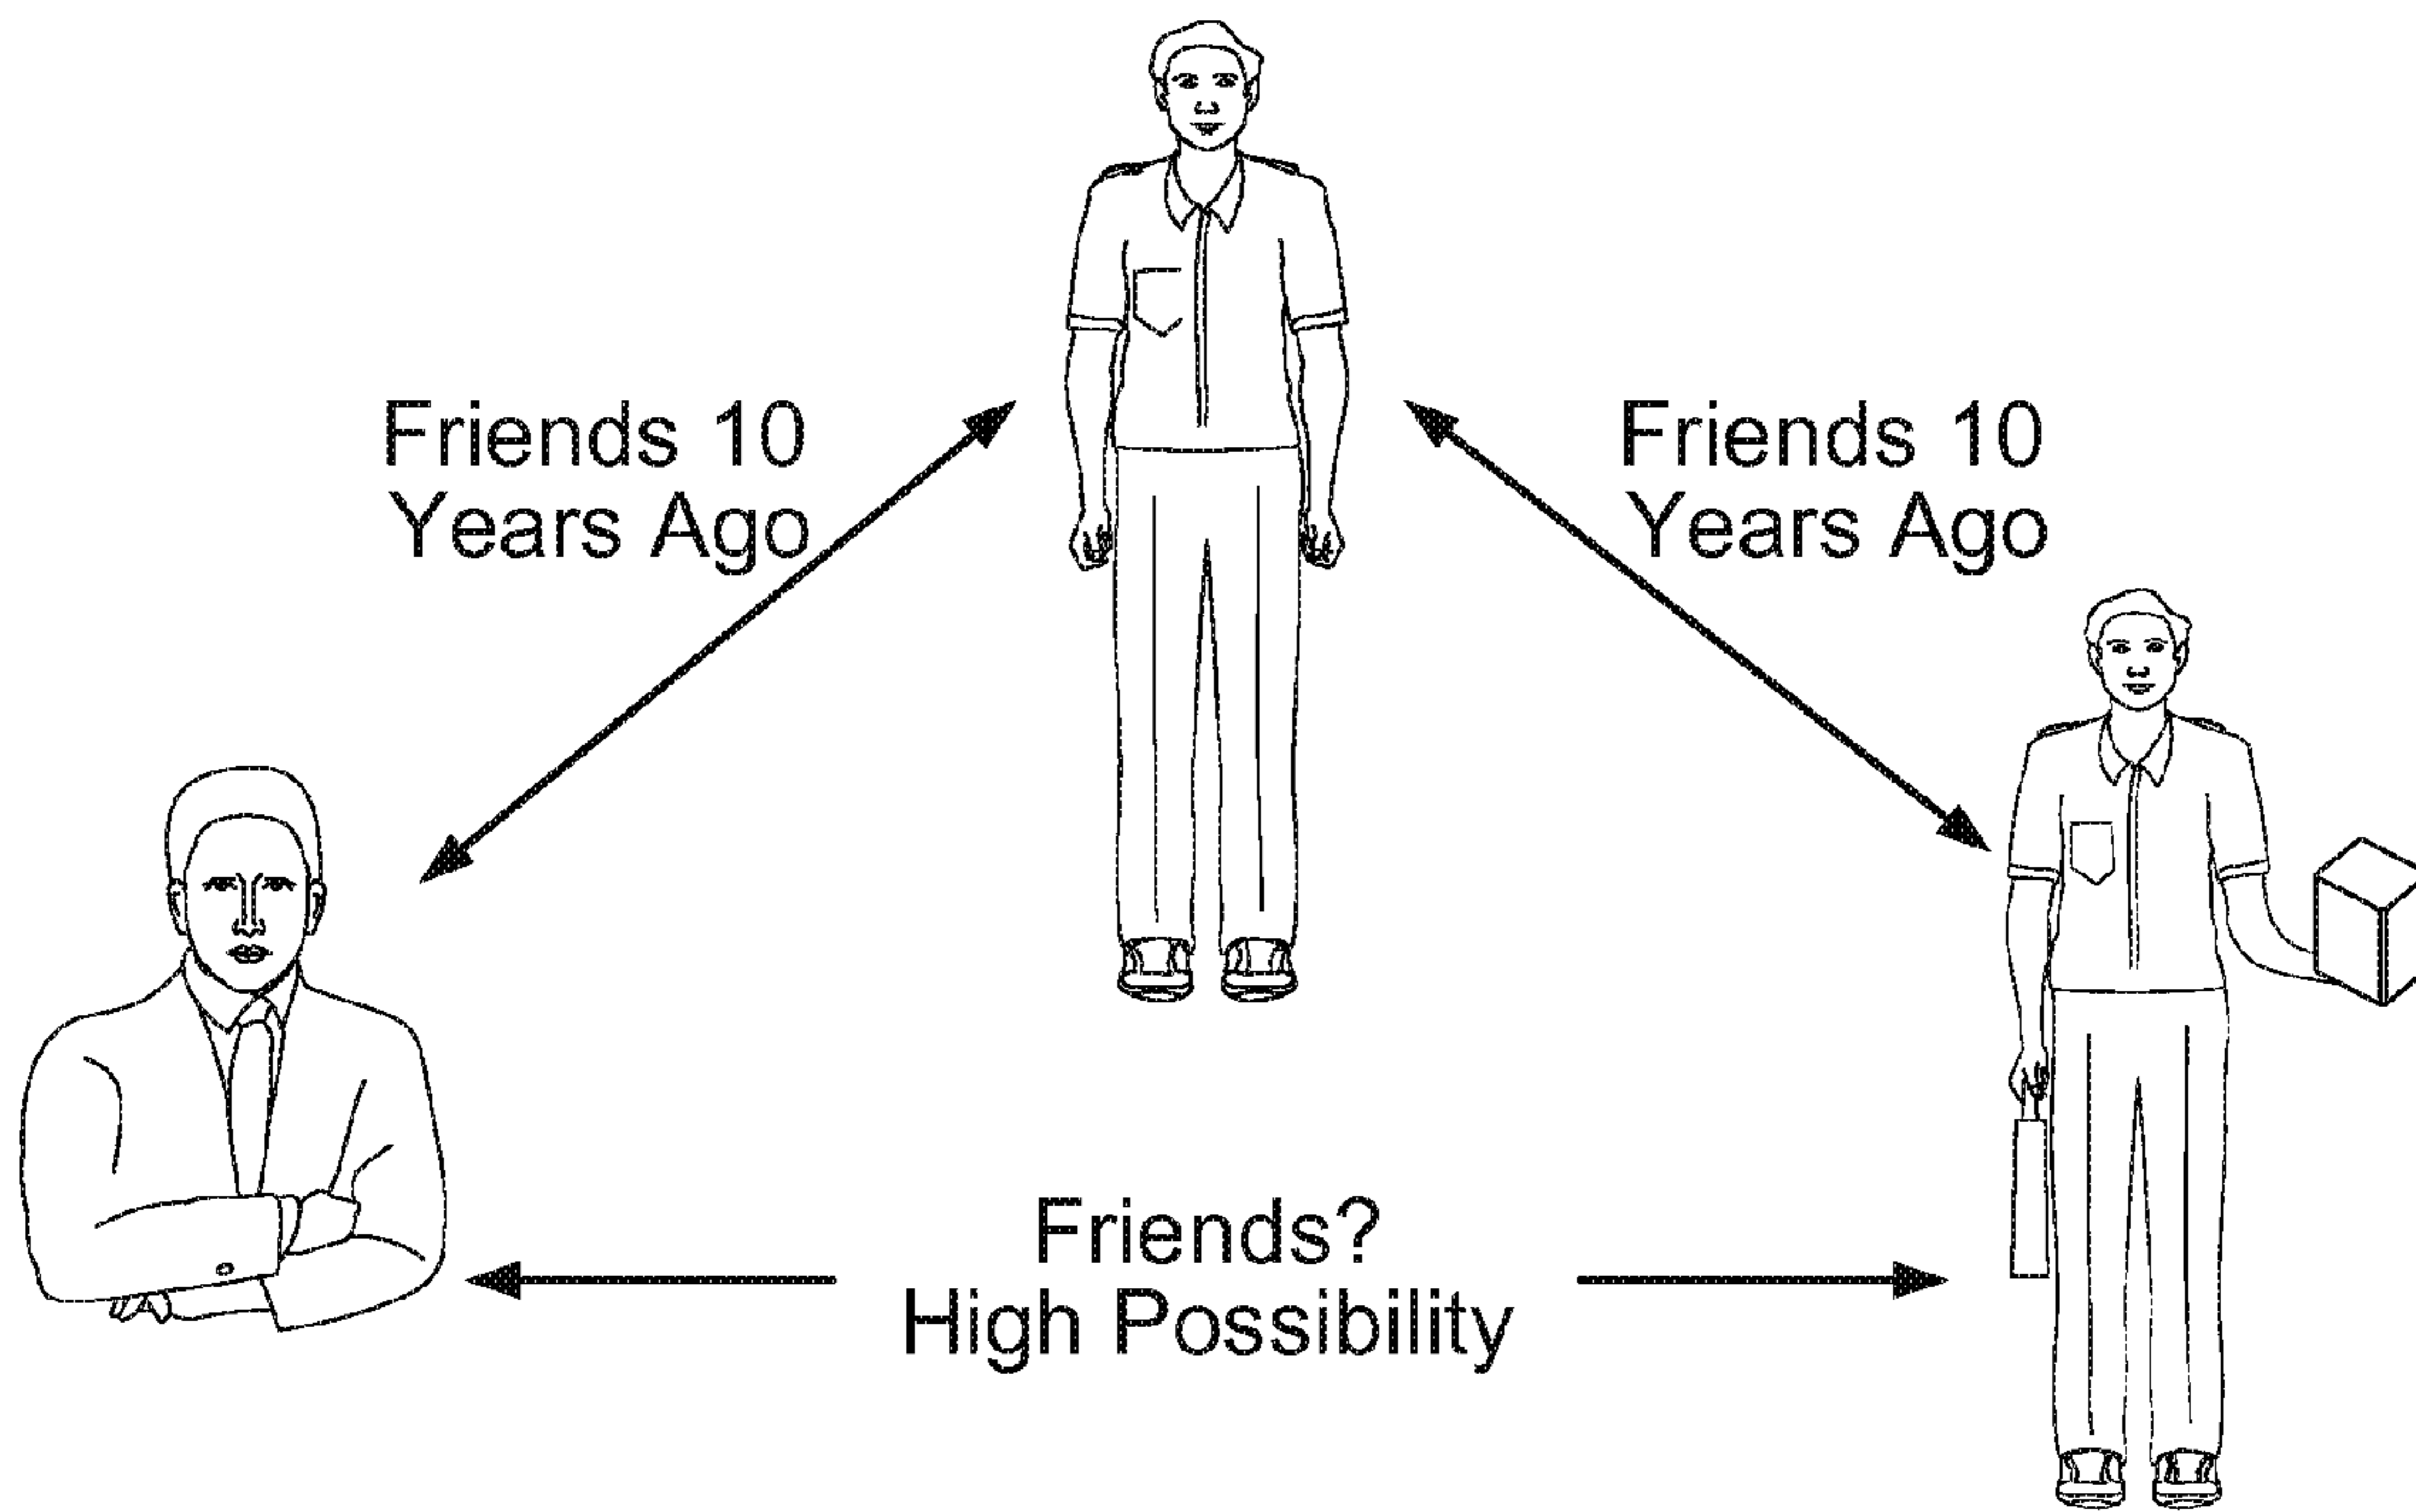 Friends 10
Years Ago
Friends 10
Years Ago
Friends?
High Possibility